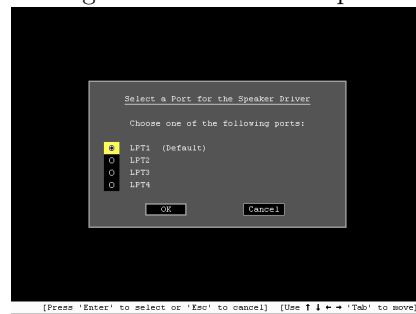 Select a Port for the Speaker Driver
Choose one of the following ports:
LPT1 (Default)
LPT2
LPT3
LPT4
OK Cancel
[Press 'Enter' to select or 'Esc' to cancel] [Use ↑ ↓ ← → 'Tab' to move]